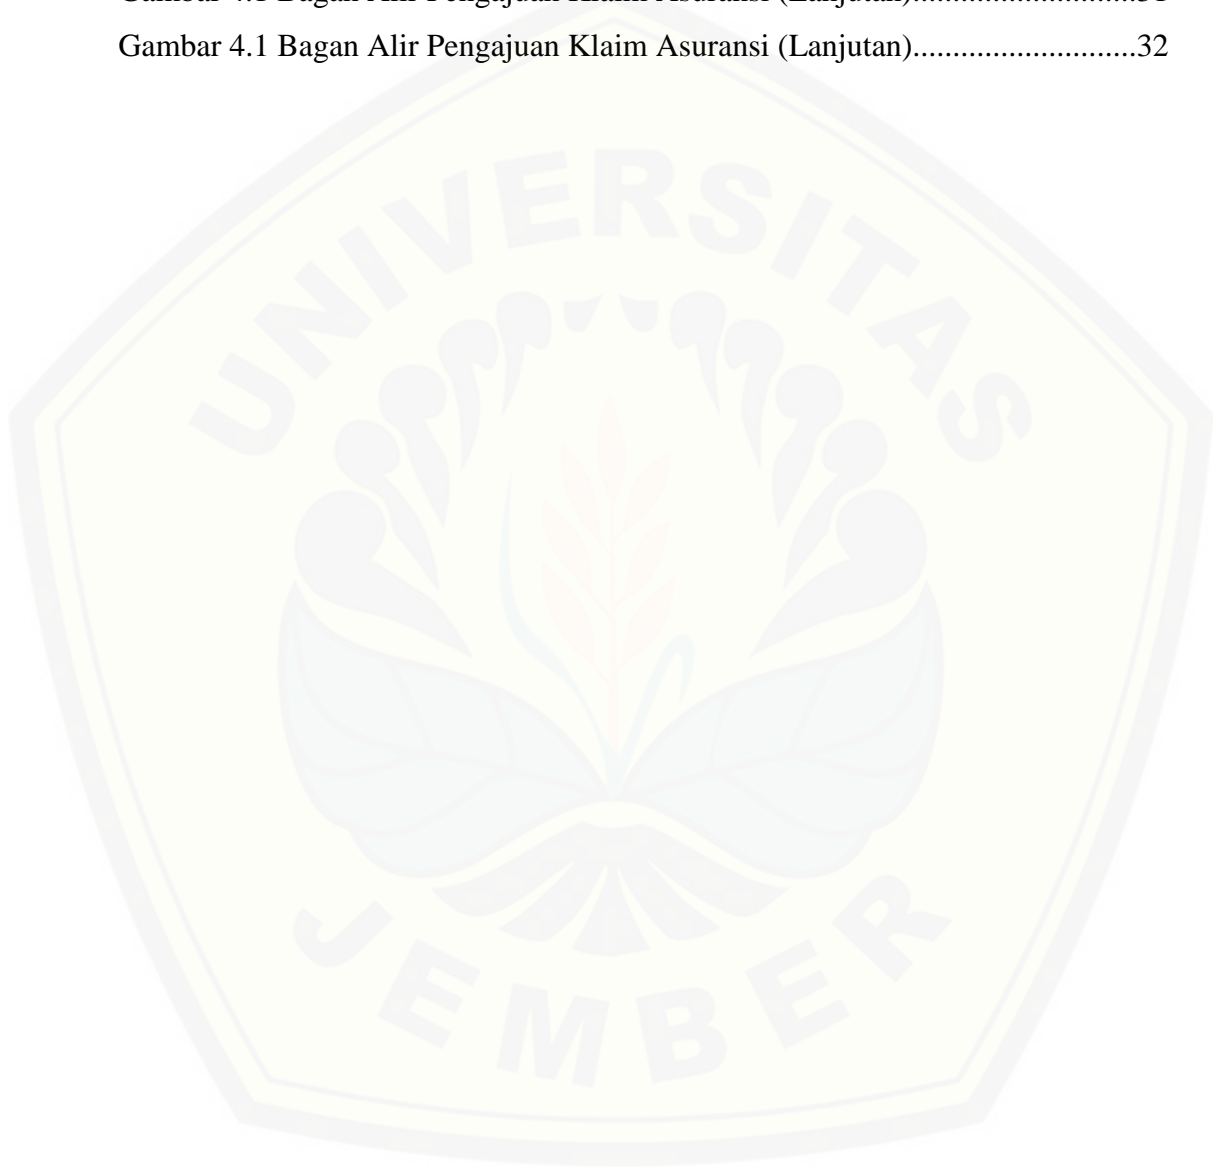 Gambar 4.1 Bagan Alir Pengajuan Klaim Asuransi (Lanjutan)............................31
Gambar 4.1 Bagan Alir Pengajuan Klaim Asuransi (Lanjutan)............................32
UNIVERSITAS
JEMBER